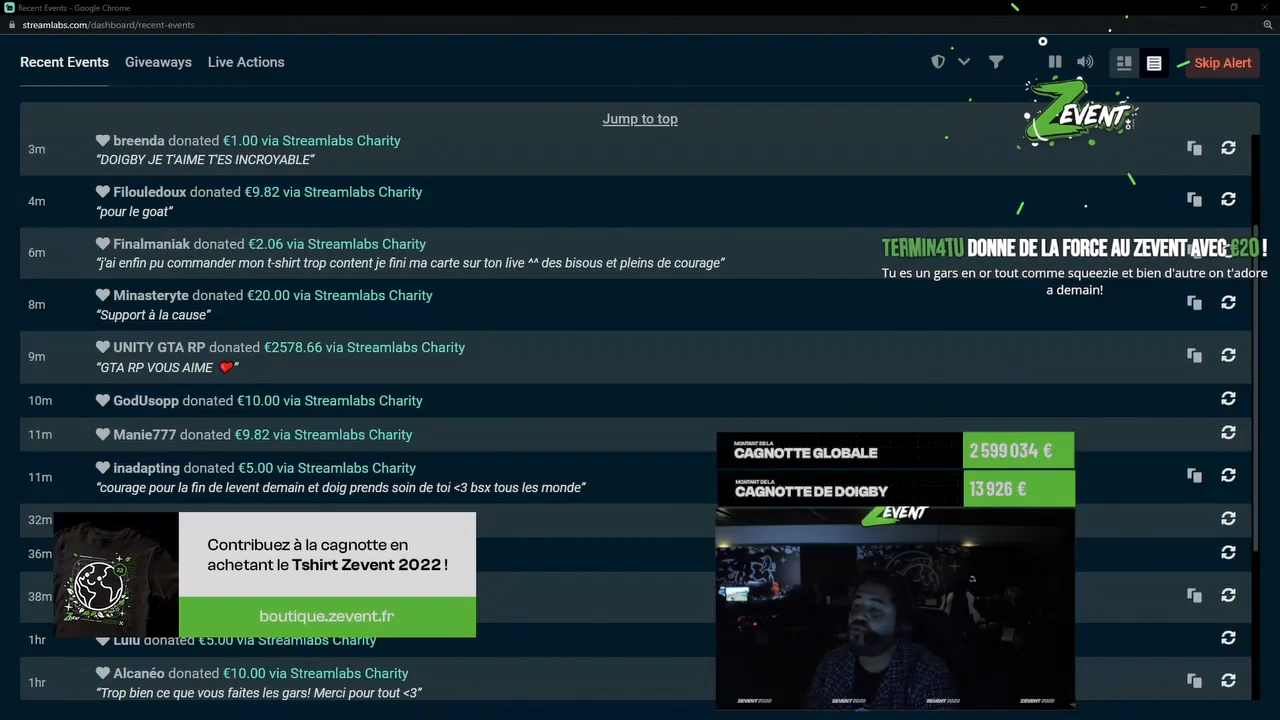 Recent Events - Google Chrome
streamlabs.com/dashboard/recent-events
Recent Events
Giveaways
Live Actions
Skip Alert
ZEVENT
Jump to top
3m
breenda donated €1.00 via Streamlabs Charity
“DOIGBY JE T'AIME T'ES INCROYABLE”
4m
Filouledoux donated €9.82 via Streamlabs Charity
“pour le goat”
6m
Finalmaniak donated €2.06 via Streamlabs Charity
“j'ai enfin pu commander mon t-shirt trop content je fini ma carte sur ton live ^^ des bisous et pleins de courage”
TERMIN4TU DONNE DE LA FORCE AU ZEVENT AVEC €20 !
Tu es un gars en or tout comme squeezie et bien d'autre on t'adore
a demain!
8m
Minasteryte donated €20.00 via Streamlabs Charity
“Support à la cause”
9m
UNITY GTA RP donated €2578.66 via Streamlabs Charity
“GTA RP VOUS AIME ❤️”
10m
GodUsopp donated €10.00 via Streamlabs Charity
11m
Manie777 donated €9.82 via Streamlabs Charity
11m
inadapting donated €5.00 via Streamlabs Charity
“courage pour la fin de levent demain et doig prends soin de toi <3 bsx tous les monde”
MONTANT DE LA
CAGNOTTE GLOBALE
2 599 034 €
MONTANT DE LA
CAGNOTTE DE DOIGBY
13 926 €
ZEVENT
32m
36m
38m
Contribuez à la cagnotte en
achetant le Tshirt Zevent 2022 !
boutique.zevent.fr
1hr
Lulu donated €5.00 via Streamlabs Charity
1hr
Alcanéo donated €10.00 via Streamlabs Charity
“Trop bien ce que vous faites les gars! Merci pour tout <3”
ZEVENT 2022
ZEVENT 2022
ZEVENT 2022
ZEVENT 2022